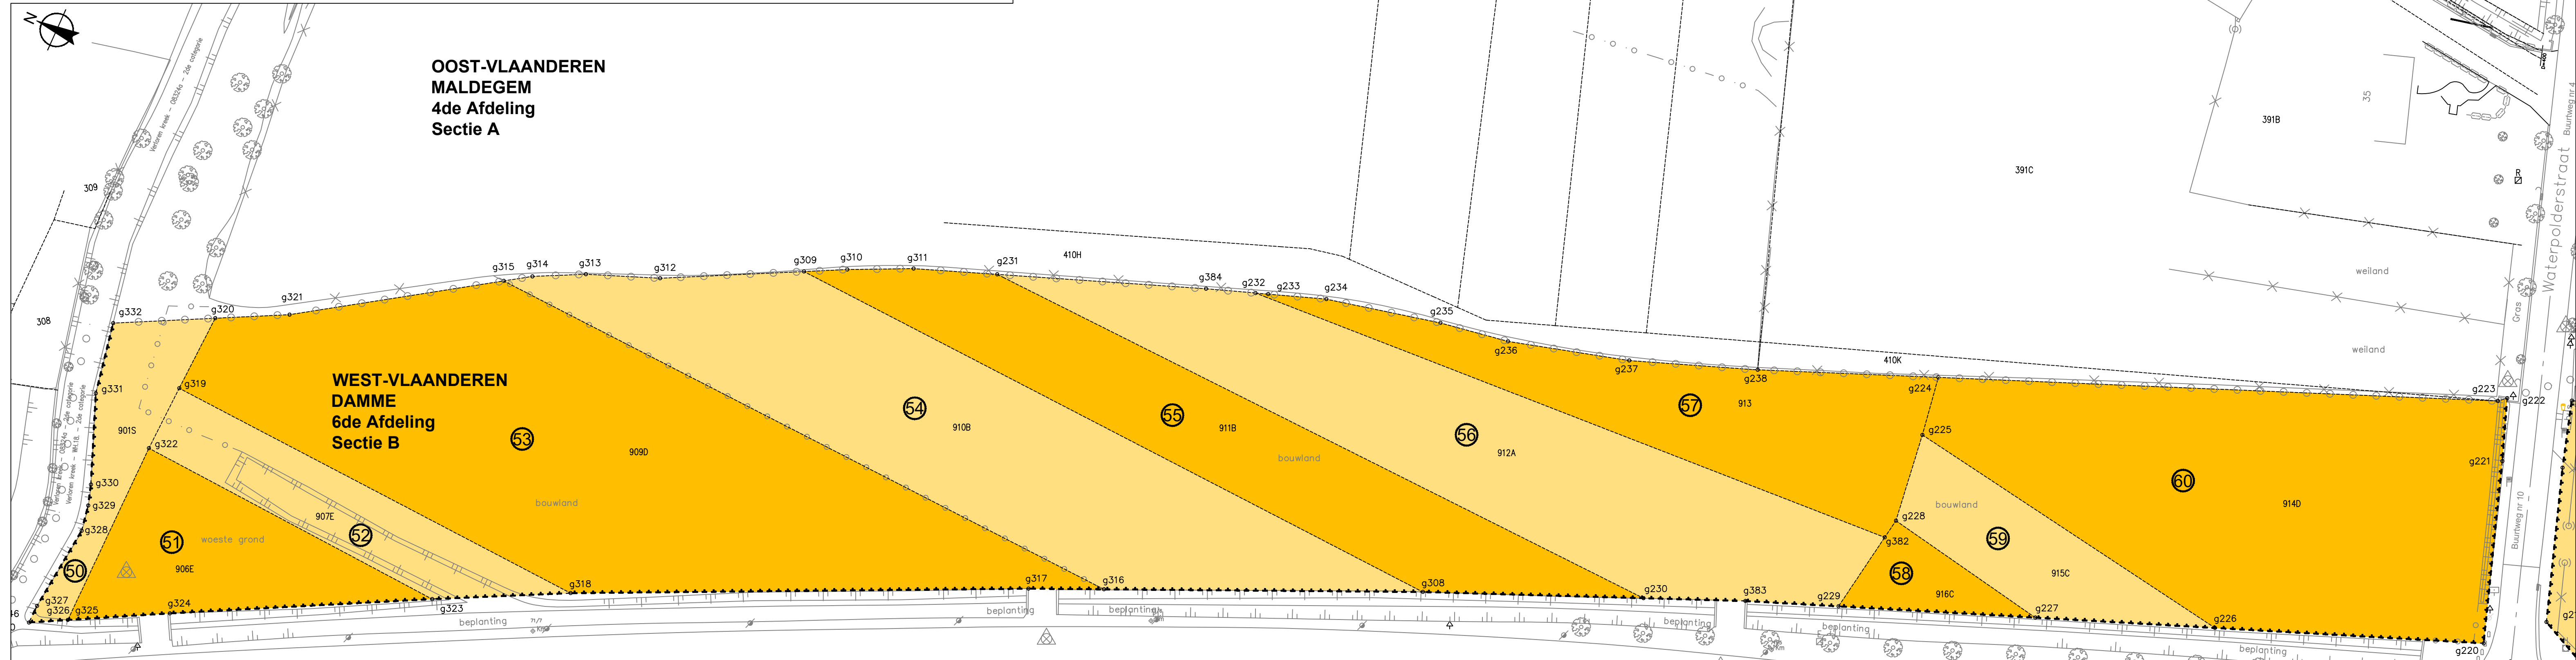 N
OOST-VLAANDEREN
MALDEGEM
4de Afdeling
Sectie A
Verloren kreek - O8324a - 2de categorie
309
308
391B
35
391C
R
Waterpolderstraat
Buurtweg nr 4
weiland
weiland
Gras
410H
410K
g315
g314
g313
g312
g309
g310
g311
g231
g384
g232
g233
g234
g235
g236
g237
g238
g224
g223
g222
g332
g320
g321
g331
g319
901S
g322
WEST-VLAANDEREN
DAMME
6de Afdeling
Sectie B
53
909D
bouwland
54
910B
55
911B
bouwland
56
912A
57
913
g225
g221
60
914D
bouwland
g228
g382
g330
g329
g328
907E
52
51
woeste grond
906E
50
g327
g326
g325
g324
g323
g318
g317
g316
g308
g230
g383
g229
58
916C
59
915C
g227
g226
g220
Buurtweg nr 10
beplanting
beplanting
beplanting
beplanting
beplanting
beplanting